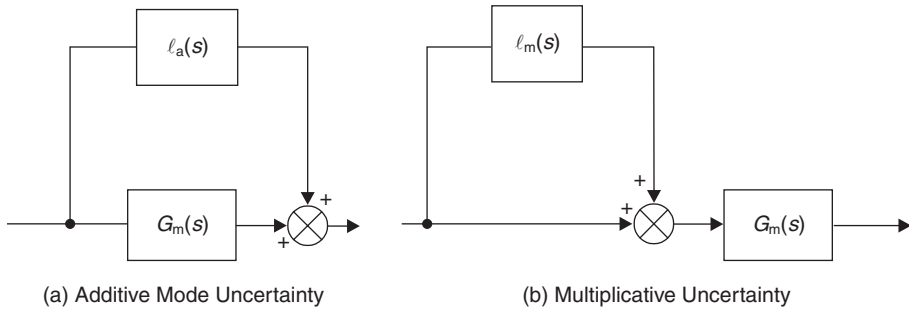 ℓa(s)
ℓm(s)
+
+
+
+
Gm(s)
Gm(s)
(a) Additive Mode Uncertainty
(b) Multiplicative Uncertainty